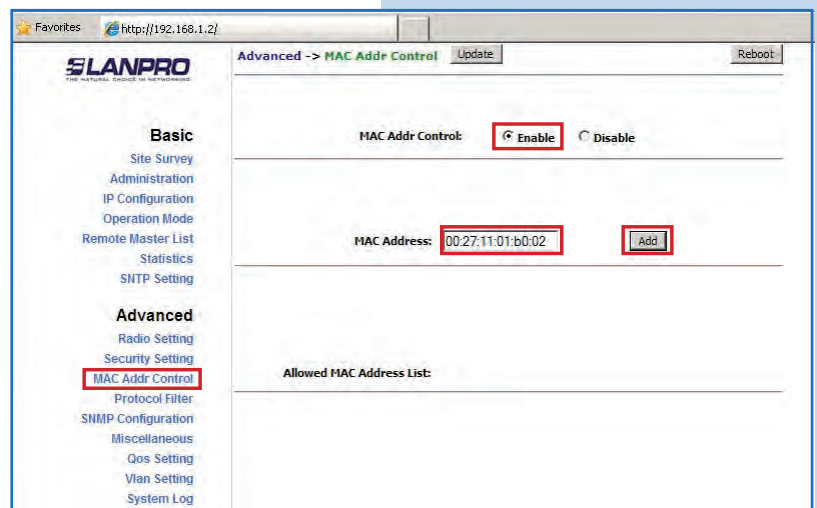 Favorites http://192.168.1.2/
LANPRO
THE NATURAL CHOICE IN NETWORKING
Advanced -> MAC Addr Control Update Reboot
Basic
Site Survey
Administration
IP Configuration
Operation Mode
Remote Master List
Statistics
SNTP Setting
Advanced
Radio Setting
Security Setting
MAC Addr Control
Protocol Filter
SNMP Configuration
Miscellaneous
Qos Setting
Vlan Setting
System Log
MAC Addr Control: Enable Disable
MAC Address: 00:27:11:01:b0:02 Add
Allowed MAC Address List: